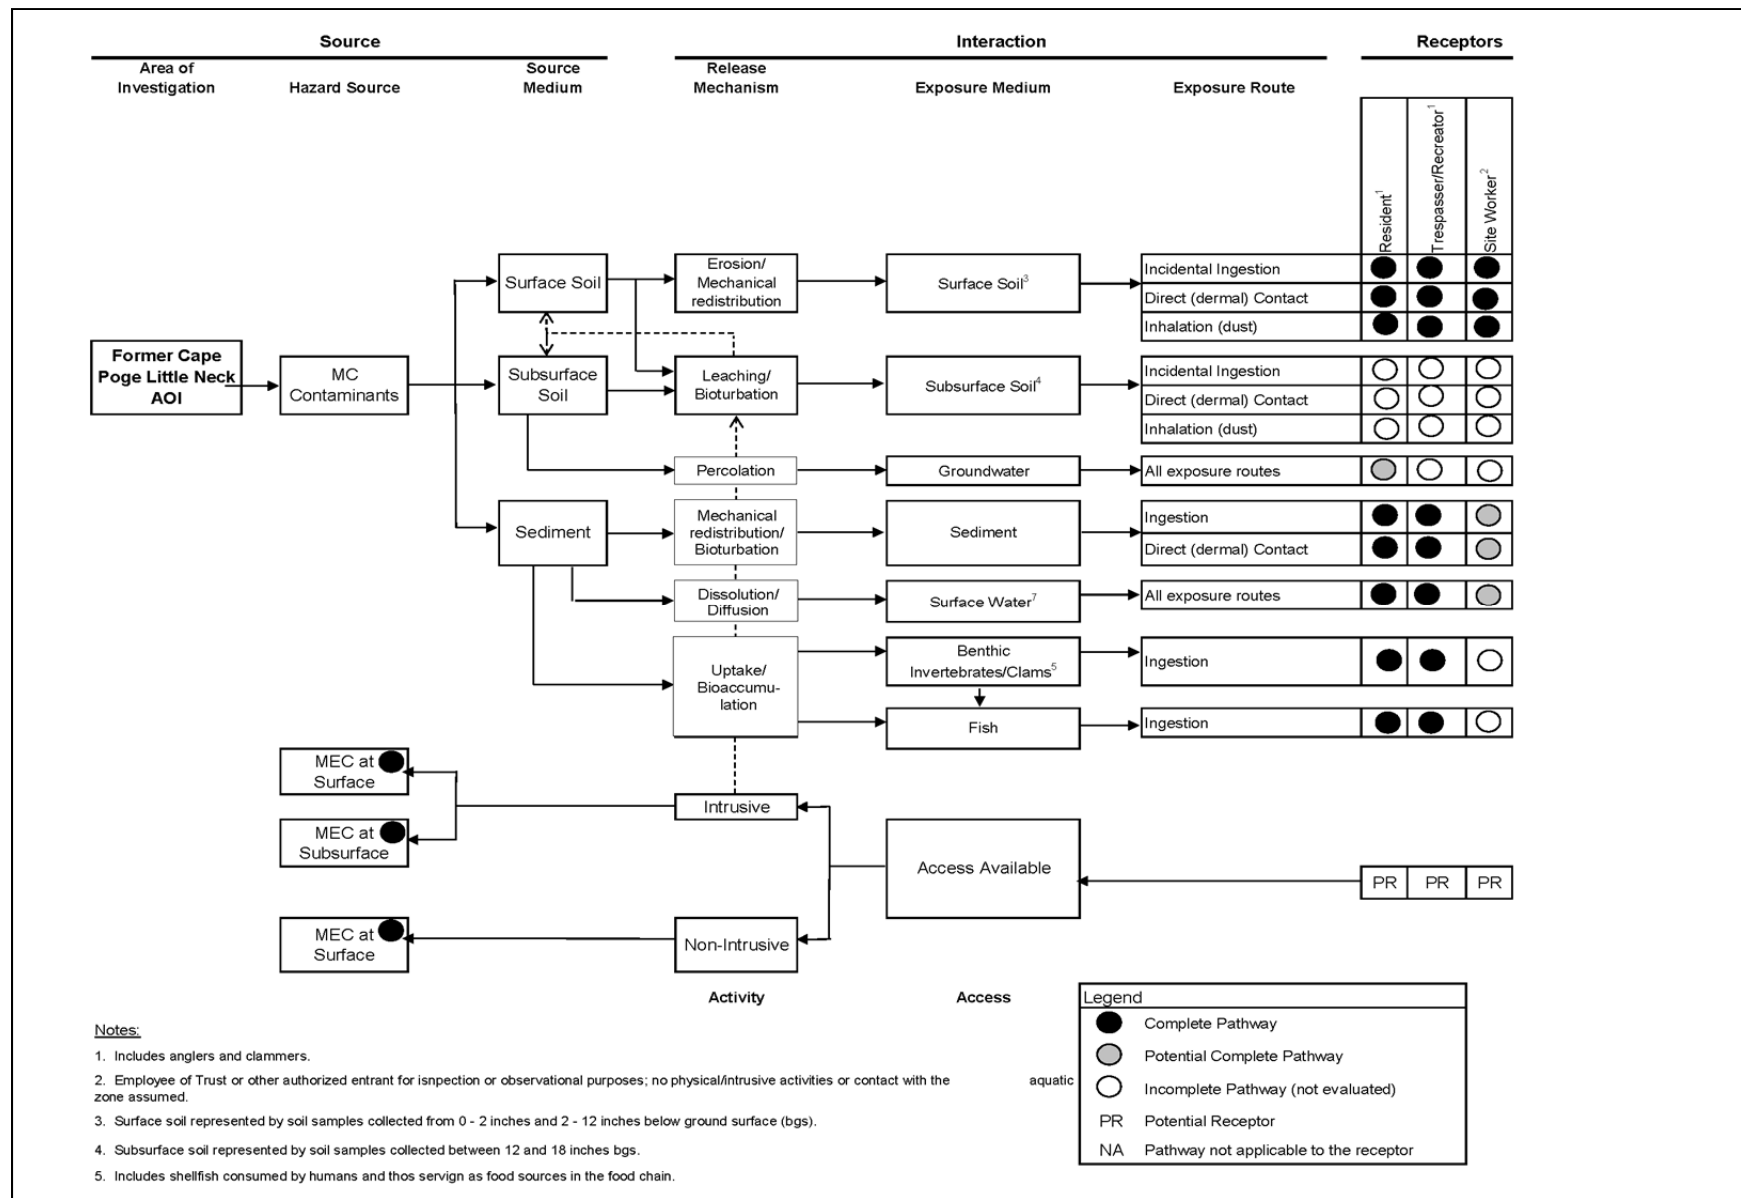 Source
Interaction
Receptors
Area of
Investigation
Hazard Source
Source
Medium
Release
Mechanism
Exposure Medium
Exposure Route
Resident1
Trespasser/Recreator1
Site Worker2
Former Cape
Poge Little Neck
AOI
MC
Contaminants
Surface Soil
Erosion/
Mechanical
redistribution
Surface Soil3
Incidental Ingestion
Direct (dermal) Contact
Inhalation (dust)
Subsurface
Soil
Leaching/
Bioturbation
Subsurface Soil4
Incidental Ingestion
Direct (dermal) Contact
Inhalation (dust)
Percolation
Groundwater
All exposure routes
Sediment
Mechanical
redistribution/
Bioturbation
Sediment
Ingestion
Direct (dermal) Contact
Dissolution/
Diffusion
Surface Water7
All exposure routes
Uptake/
Bioaccumu-
lation
Benthic
Invertebrates/Clams5
Ingestion
Fish
Ingestion
MEC at
Surface
MEC at
Subsurface
Intrusive
Access Available
PR PR PR
MEC at
Surface
Non-Intrusive
Activity
Access
Legend
Complete Pathway
Potential Complete Pathway
Incomplete Pathway (not evaluated)
PR Potential Receptor
NA Pathway not applicable to the receptor
Notes:
1. Includes anglers and clammers.
2. Employee of Trust or other authorized entrant for isnpection or observational purposes; no physical/intrusive activities or contact with the aquatic
zone assumed.
3. Surface soil represented by soil samples collected from 0 - 2 inches and 2 - 12 inches below ground surface (bgs).
4. Subsurface soil represented by soil samples collected between 12 and 18 inches bgs.
5. Includes shellfish consumed by humans and thos servign as food sources in the food chain.